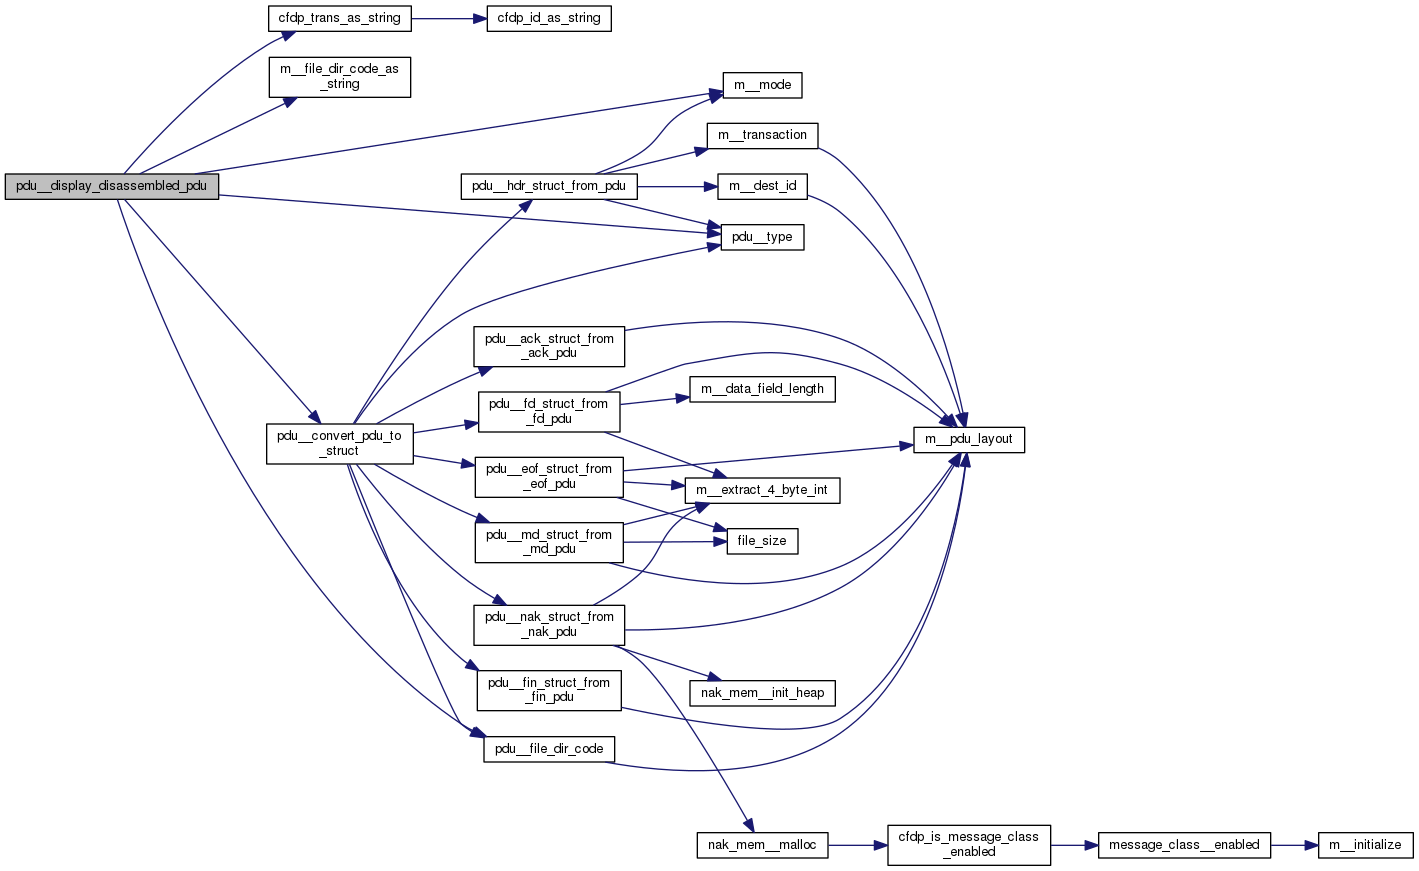 cfdp_trans_as_string
cfdp_id_as_string
m__file_dir_code_as
_string
m__mode
m__transaction
pdu__display_disassembled_pdu
pdu__hdr_struct_from_pdu
m__dest_id
pdu__type
pdu__ack_struct_from
_ack_pdu
m__data_field_length
pdu__fd_struct_from
_fd_pdu
pdu__convert_pdu_to
_struct
m__pdu_layout
pdu__eof_struct_from
_eof_pdu
m__extract_4_byte_int
pdu__md_struct_from
_md_pdu
file_size
pdu__nak_struct_from
_nak_pdu
pdu__fin_struct_from
_fin_pdu
nak_mem__init_heap
pdu__file_dir_code
nak_mem__malloc
cfdp_is_message_class
_enabled
message_class__enabled
m__initialize